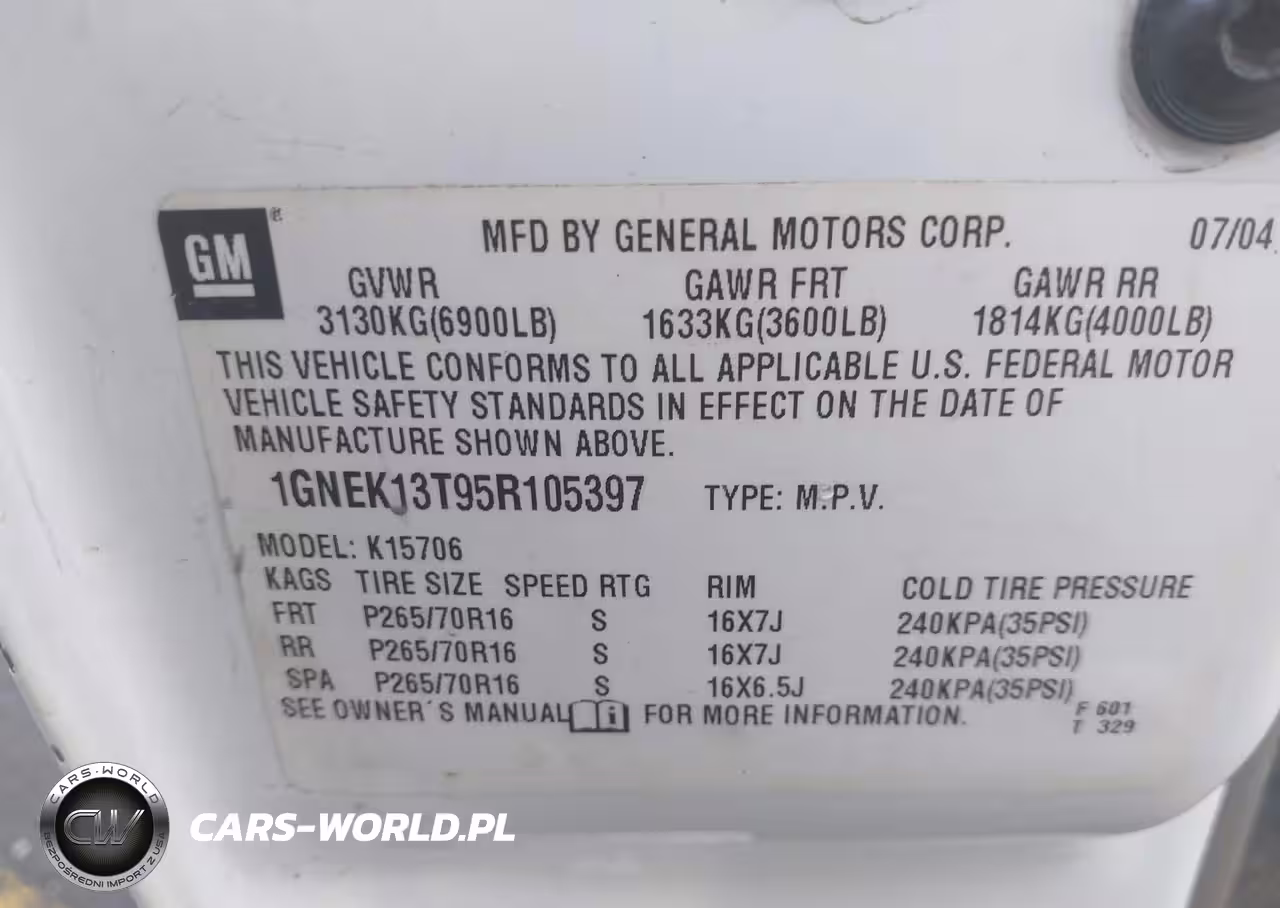 GM
MFD BY GENERAL MOTORS CORP. 07/04
GVWR GAWR FRT GAWR RR
3130KG(6900LB) 1633KG(3600LB) 1814KG(4000LB)
THIS VEHICLE CONFORMS TO ALL APPLICABLE U.S. FEDERAL MOTOR
VEHICLE SAFETY STANDARDS IN EFFECT ON THE DATE OF
MANUFACTURE SHOWN ABOVE.
1GNEK13T95R105397 TYPE: M.P.V.
MODEL: K15706
KAGS TIRE SIZE SPEED RTG RIM COLD TIRE PRESSURE
FRT P265/70R16 S 16X7J 240KPA(35PSI)
RR P265/70R16 S 16X7J 240KPA(35PSI)
SPA P265/70R16 S 16X6.5J 240KPA(35PSI)
SEE OWNER'S MANUAL FOR MORE INFORMATION.
F 601
T 329
CARS-WORLD
CW
BEZPOŚREDNI IMPORT Z USA
CARS-WORLD.PL